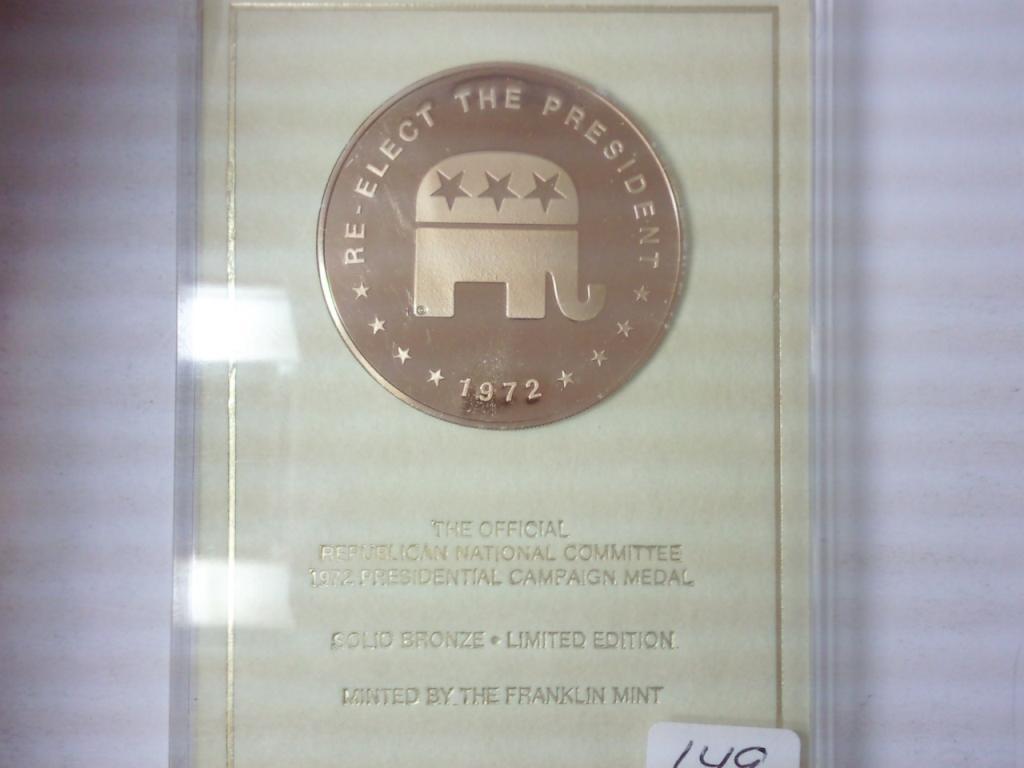 RE-ELECT THE PRESIDENT
1972
THE OFFICIAL
REPUBLICAN NATIONAL COMMITTEE
1972 PRESIDENTIAL CAMPAIGN MEDAL
SOLID BRONZE • LIMITED EDITION
MINTED BY THE FRANKLIN MINT
149